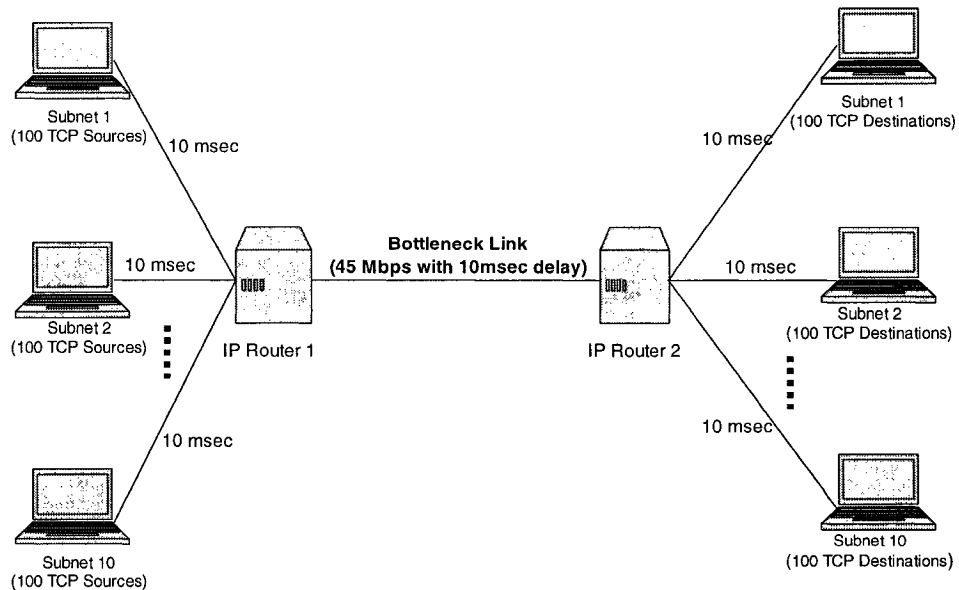 Subnet 1
(100 TCP Sources)
Subnet 1
(100 TCP Destinations)
10 msec
10 msec
Bottleneck Link
(45 Mbps with 10msec delay)
10 msec
10 msec
Subnet 2
(100 TCP Sources)
Subnet 2
(100 TCP Destinations)
IP Router 1
IP Router 2
10 msec
10 msec
Subnet 10
(100 TCP Sources)
Subnet 10
(100 TCP Destinations)